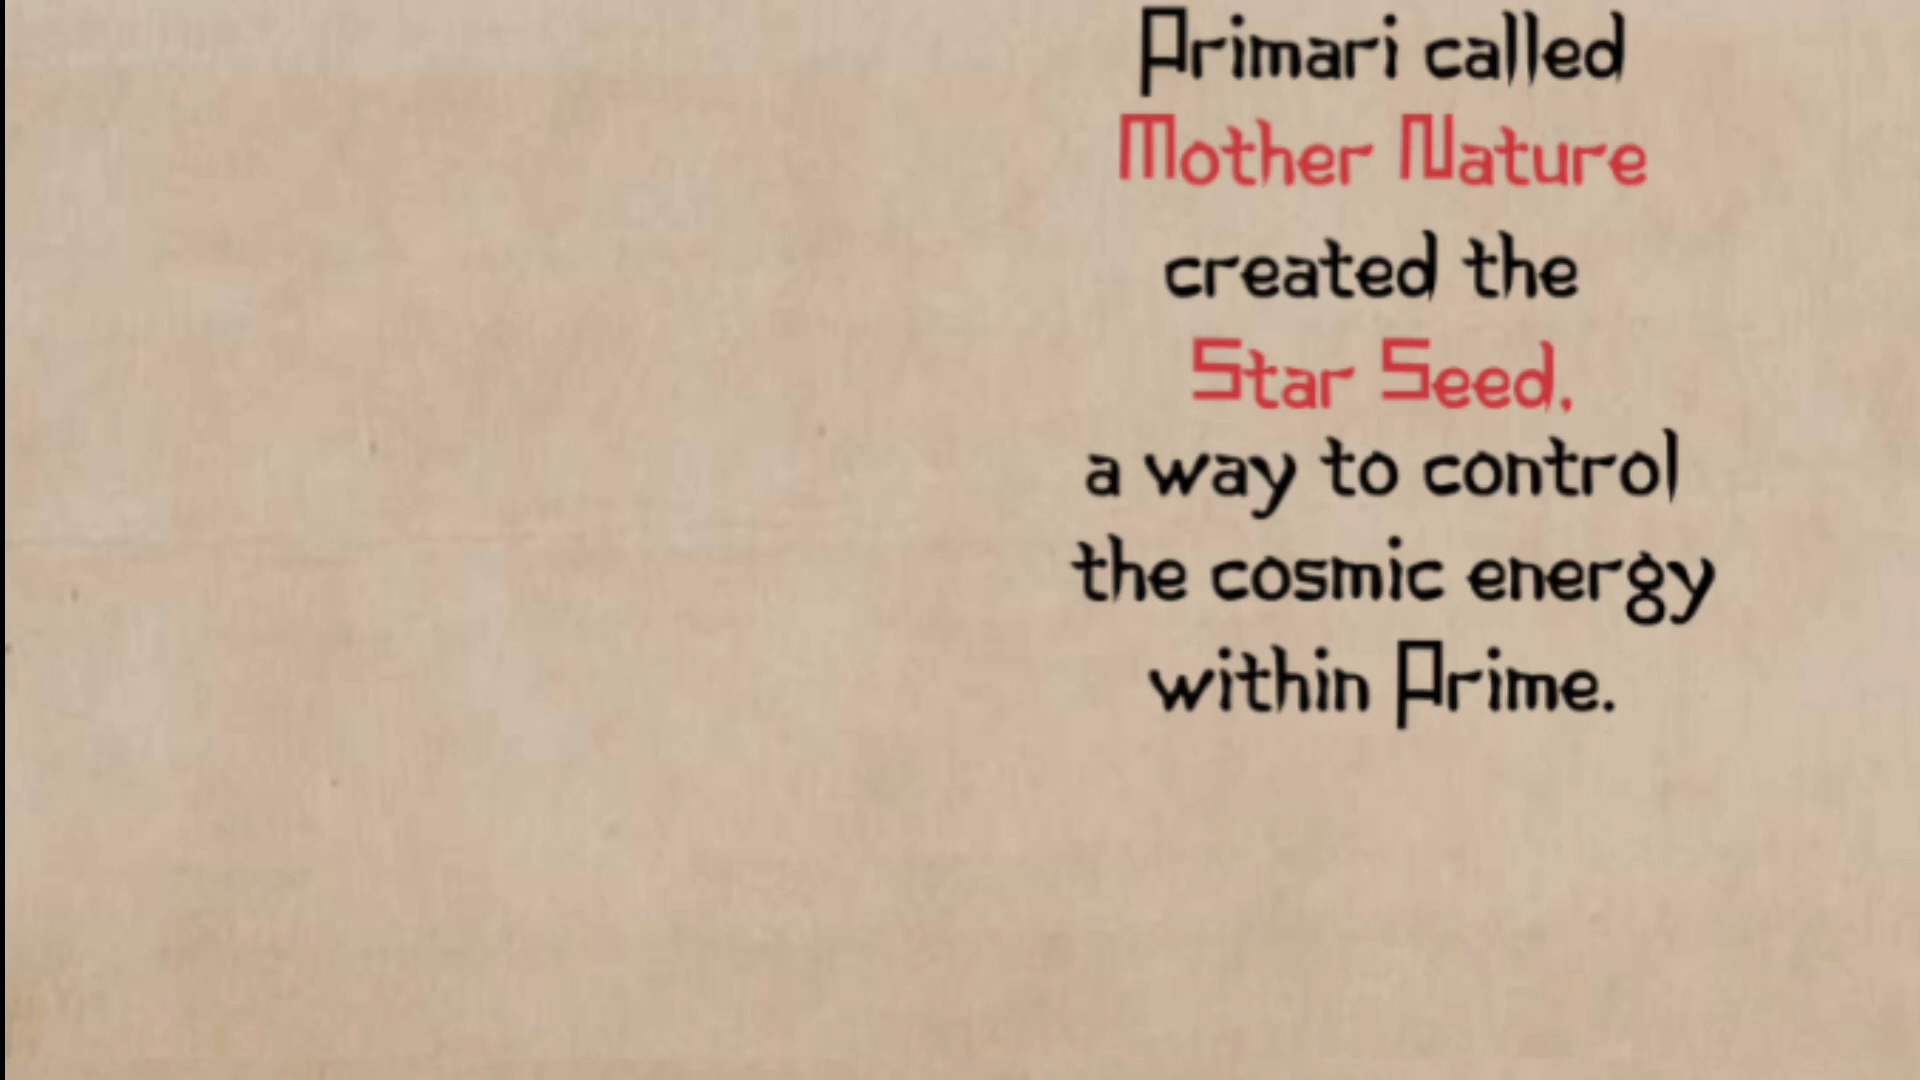 Primari called
Mother Nature
created the
Star Seed,
a way to control
the cosmic energy
within Prime.